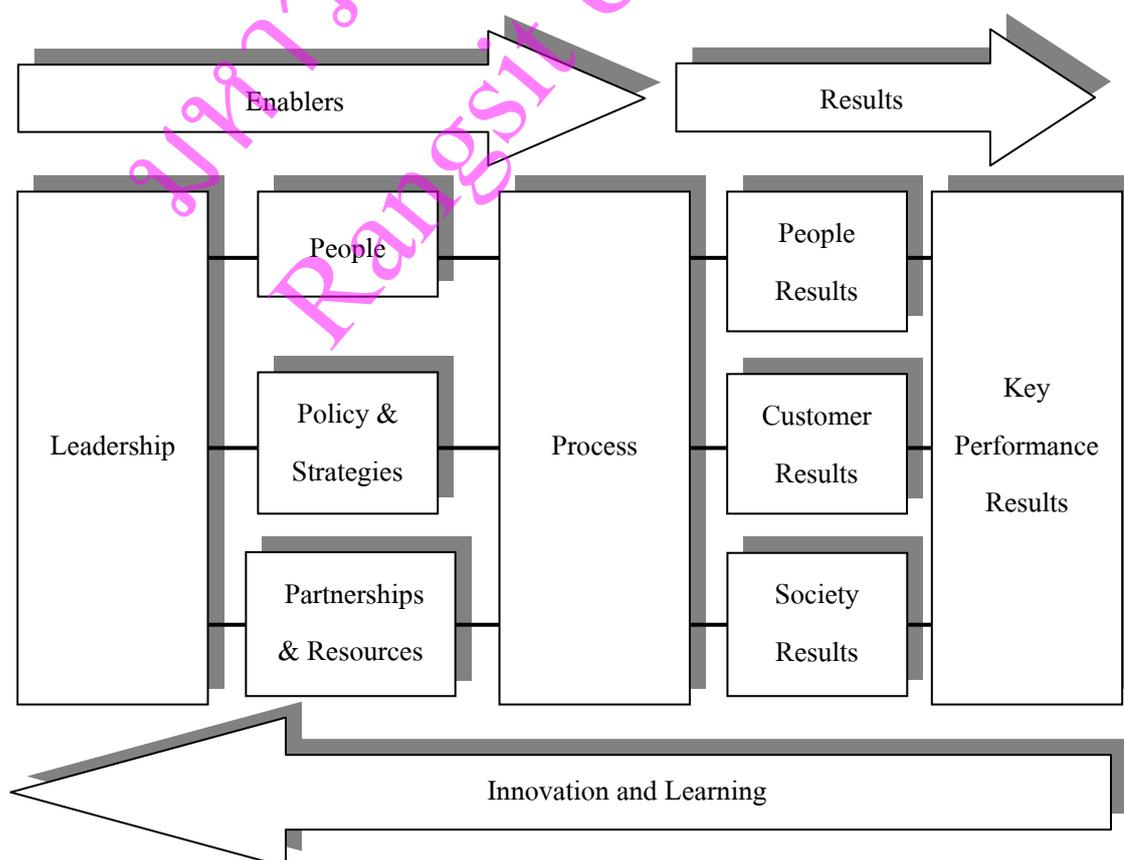 Enablers
Results
Leadership
People
Policy &
Strategies
Partnerships
& Resources
Process
People
Results
Customer
Results
Society
Results
Key
Performance
Results
Innovation and Learning
Rangsit